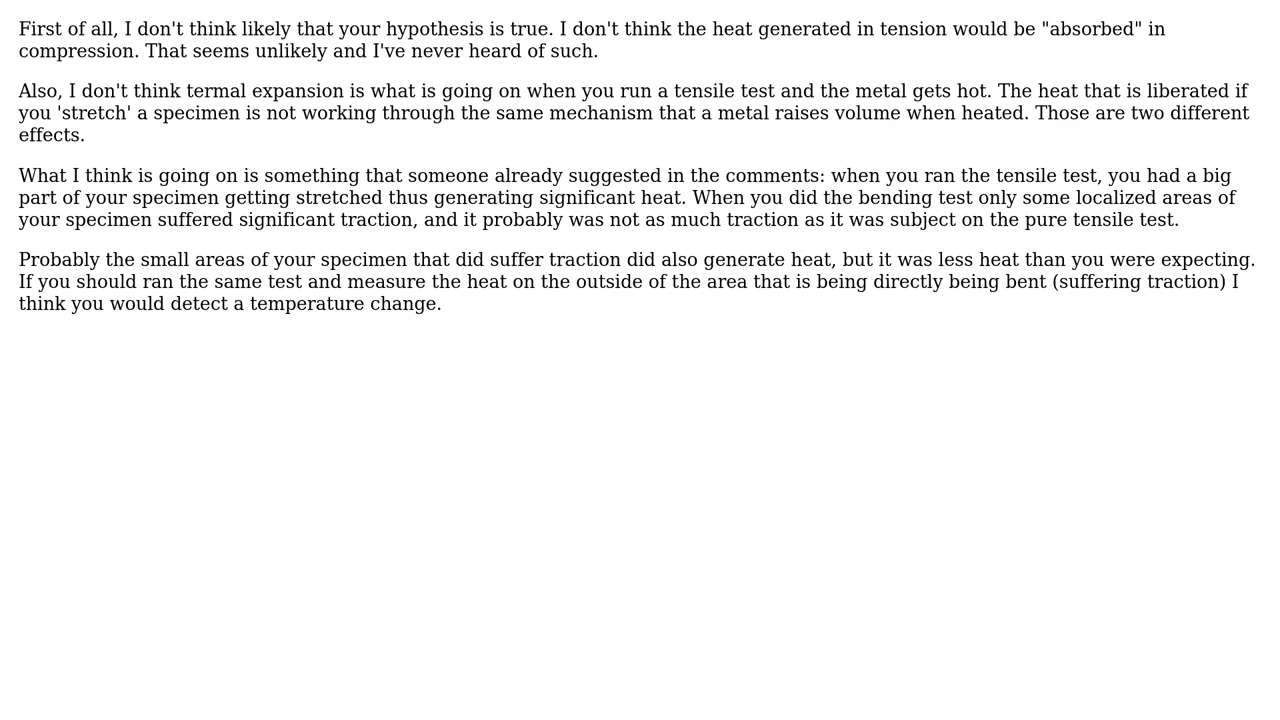 First of all, I don't think likely that your hypothesis is true. I don't think the heat generated in tension would be "absorbed" in
compression. That seems unlikely and I've never heard of such.
Also, I don't think termal expansion is what is going on when you run a tensile test and the metal gets hot. The heat that is liberated if
you 'stretch' a specimen is not working through the same mechanism that a metal raises volume when heated. Those are two different
effects.
What I think is going on is something that someone already suggested in the comments: when you ran the tensile test, you had a big
part of your specimen getting stretched thus generating significant heat. When you did the bending test only some localized areas of
your specimen suffered significant traction, and it probably was not as much traction as it was subject on the pure tensile test.
Probably the small areas of your specimen that did suffer traction did also generate heat, but it was less heat than you were expecting.
If you should ran the same test and measure the heat on the outside of the area that is being directly being bent (suffering traction) I
think you would detect a temperature change.